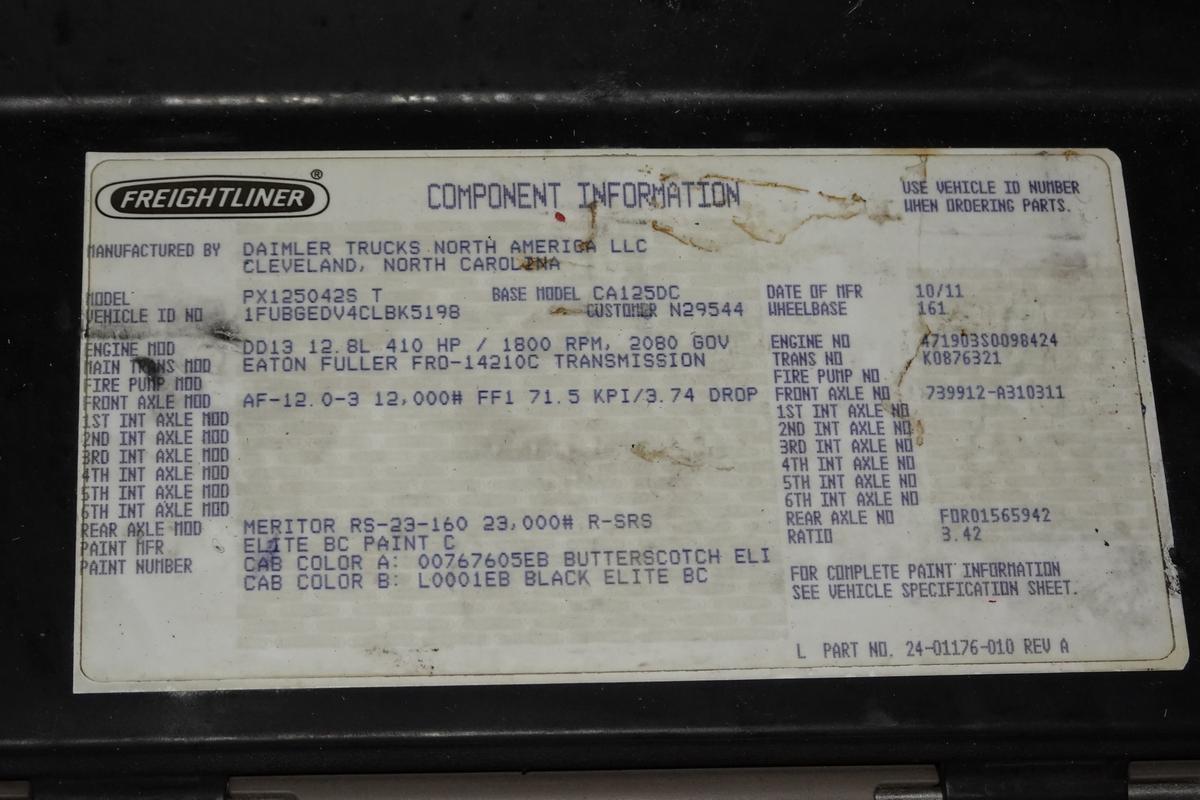 FREIGHTLINER ®
COMPONENT INFORMATION
USE VEHICLE ID NUMBER
WHEN ORDERING PARTS.
MANUFACTURED BY DAIMLER TRUCKS NORTH AMERICA LLC
CLEVELAND, NORTH CAROLINA
MODEL PX125042S T BASE MODEL CA125DC DATE OF MFR 10/11
VEHICLE ID NO 1FUBGEDV4CLBK5198 CUSTOMER N29544 WHEELBASE 161
ENGINE MOD DD13 12.8L 410 HP / 1800 RPM, 2080 GOV ENGINE NO 471903S0098424
MAIN TRANS MOD EATON FULLER FRO-14210C TRANSMISSION TRANS NO K0876321
FIRE PUMP MOD FIRE PUMP NO
FRONT AXLE MOD AF-12.0-3 12,000# FF1 71.5 KPI/3.74 DROP FRONT AXLE NO 739912-A310311
1ST INT AXLE MOD 1ST INT AXLE NO
2ND INT AXLE MOD 2ND INT AXLE NO
3RD INT AXLE MOD 3RD INT AXLE NO
4TH INT AXLE MOD 4TH INT AXLE NO
5TH INT AXLE MOD 5TH INT AXLE NO
6TH INT AXLE MOD 6TH INT AXLE NO
REAR AXLE MOD MERITOR RS-23-160 23,000# R-SRS REAR AXLE NO FDR01565942
PAINT MFR ELITE BC PAINT C RATIO 3.42
PAINT NUMBER CAB COLOR A: 00767605EB BUTTERSCOTCH ELI
CAB COLOR B: L0001EB BLACK ELITE BC
FOR COMPLETE PAINT INFORMATION
SEE VEHICLE SPECIFICATION SHEET.
L PART NO. 24-01176-010 REV A